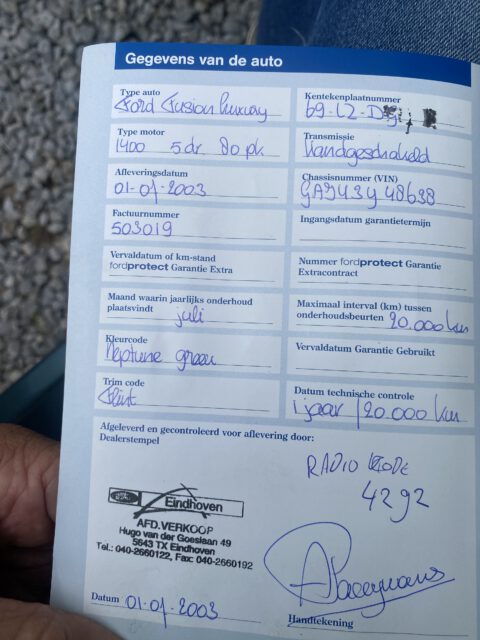 Gegevens van de auto
Type auto
Ford Fusion luxury
Kentekenplaatnummer
69-LZ-D
Type motor
1400 5dr 80 pk
Transmissie
Handgeschakeld
Afleveringsdatum
01-07-2003
Chassisnummer (VIN)
GAJU3Y48638
Factuurnummer
503019
Ingangsdatum garantietermijn
Vervaldatum of km-stand
fordprotect Garantie Extra
Nummer fordprotect Garantie
Extracontract
Maand waarin jaarlijks onderhoud
plaatsvindt juli
Maximaal interval (km) tussen
onderhoudsbeurten 20.000 km
Kleurcode
Neptune green
Vervaldatum Garantie Gebruikt
Trim code
Flint
Datum technische controle
1 jaar / 20.000 km
Afgeleverd en gecontroleerd voor aflevering door:
Dealerstempel
RADIO KODE
4292
Eindhoven
AFD. VERKOOP
Hugo van der Goeslaan 49
5643 TX Eindhoven
Tel.: 040-2660122, Fax: 040-2660192
Datum 01-07-2003
Handtekening